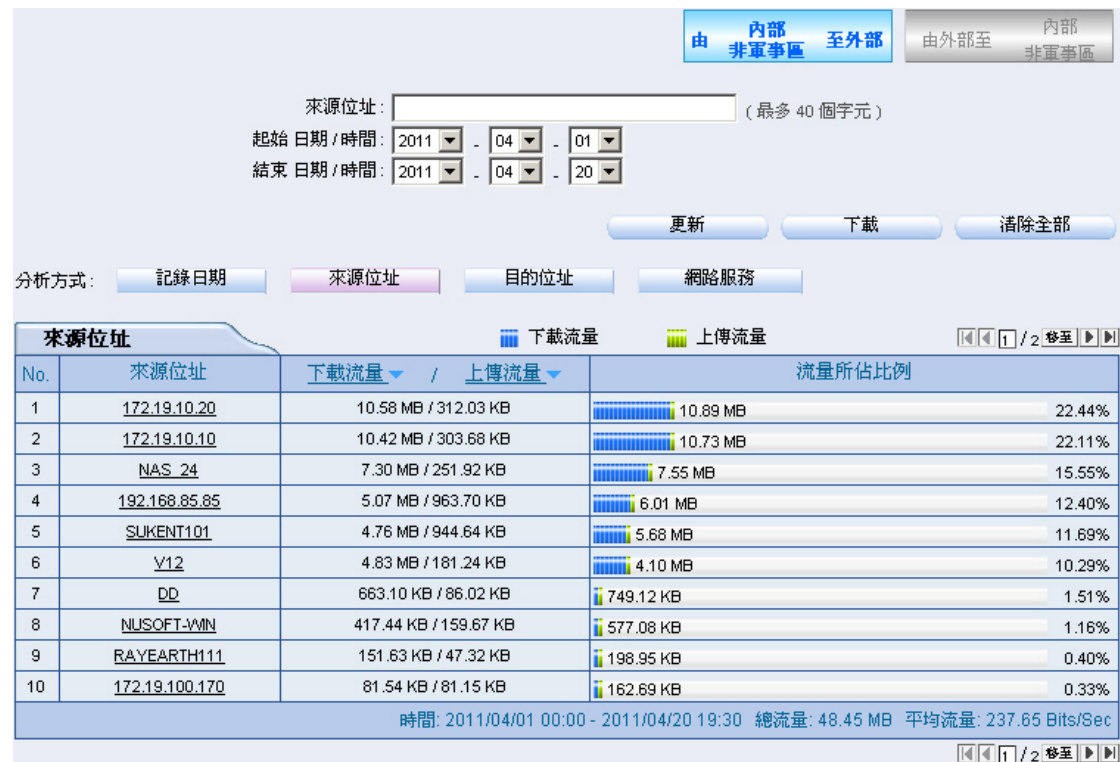 由 內部 非軍事區 至外部
由外部至 內部 非軍事區
來源位址: (最多 40 個字元)
起始 日期 / 時間: 2011 - 04 - 01
結束 日期 / 時間: 2011 - 04 - 20
更新 下載 清除全部
分析方式: 記錄日期 來源位址 目的位址 網路服務
來源位址 下載流量 上傳流量 1 / 2 移至
No. 來源位址 下載流量 / 上傳流量 流量所佔比例
1 172.19.10.20 10.58 MB / 312.03 KB 10.89 MB 22.44%
2 172.19.10.10 10.42 MB / 303.68 KB 10.73 MB 22.11%
3 NAS_24 7.30 MB / 251.92 KB 7.55 MB 15.55%
4 192.168.85.85 5.07 MB / 963.70 KB 6.01 MB 12.40%
5 SUKENT101 4.76 MB / 944.64 KB 5.68 MB 11.69%
6 V12 4.83 MB / 181.24 KB 4.10 MB 10.29%
7 DD 663.10 KB / 86.02 KB 749.12 KB 1.51%
8 NUSOFT-WIN 417.44 KB / 159.67 KB 577.08 KB 1.16%
9 RAYEARTH111 151.63 KB / 47.32 KB 198.95 KB 0.40%
10 172.19.100.170 81.54 KB / 81.15 KB 162.69 KB 0.33%
時間: 2011/04/01 00:00 - 2011/04/20 19:30 總流量: 48.45 MB 平均流量: 237.65 Bits/Sec
1 / 2 移至